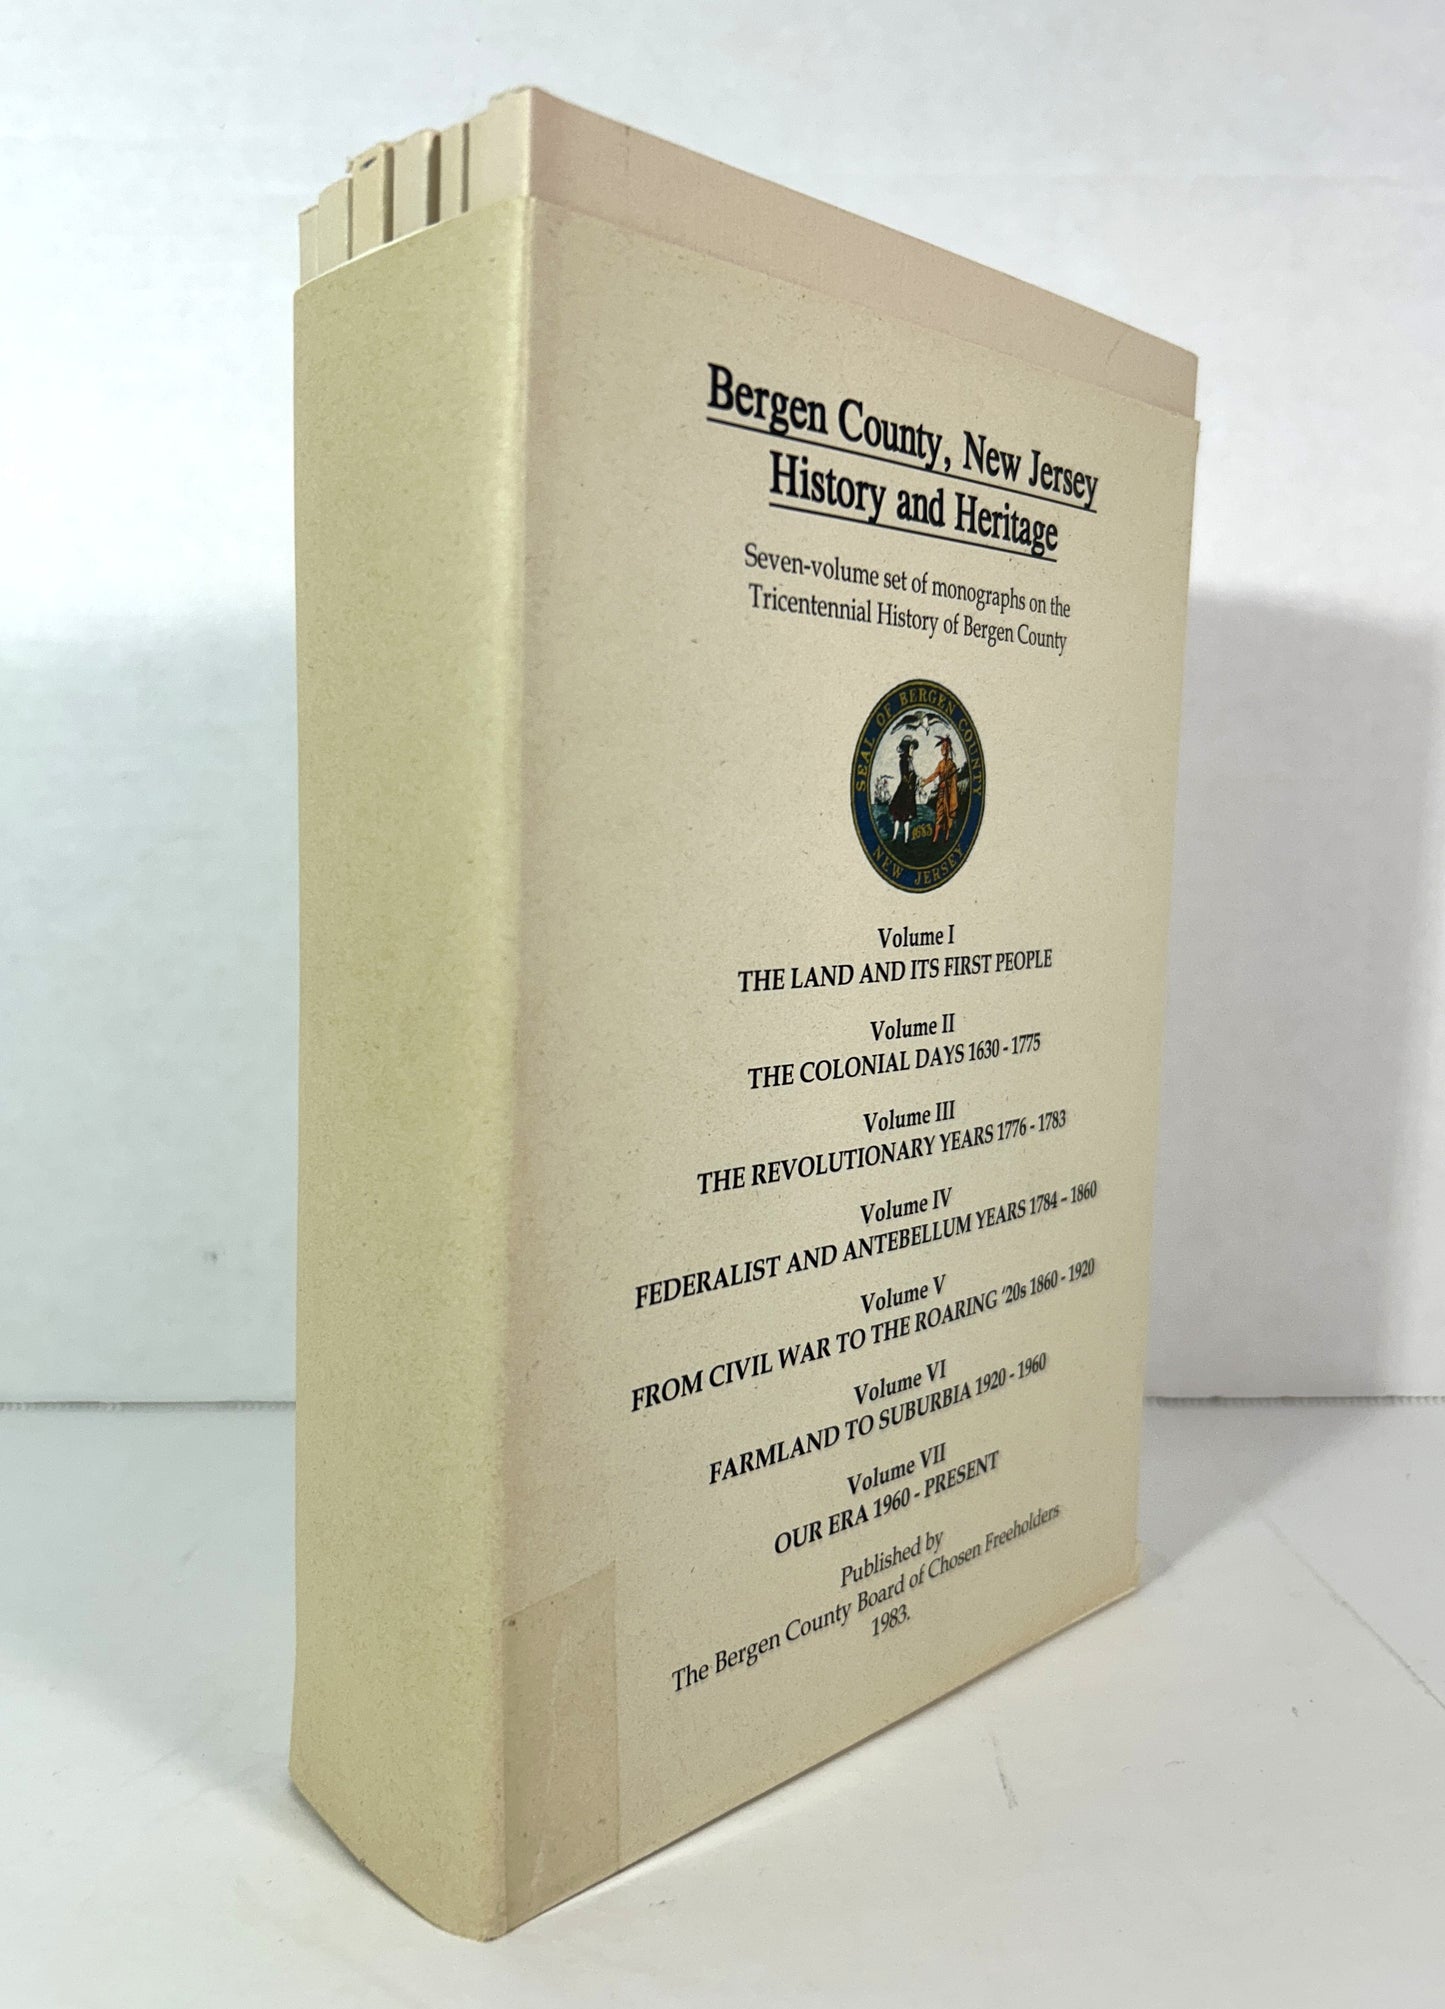 Bergen County, New Jersey
History and Heritage
Seven-volume set of monographs on the
Tricentennial History of Bergen County
SEAL OF BERGEN COUNTY
1683
NEW JERSEY
Volume I
THE LAND AND ITS FIRST PEOPLE
Volume II
THE COLONIAL DAYS 1630 - 1775
Volume III
THE REVOLUTIONARY YEARS 1776 - 1783
Volume IV
FEDERALIST AND ANTEBELLUM YEARS 1784 - 1860
Volume V
FROM CIVIL WAR TO THE ROARING '20s 1860 - 1920
Volume VI
FARMLAND TO SUBURBIA 1920 - 1960
Volume VII
OUR ERA 1960 - PRESENT
Published by
The Bergen County Board of Chosen Freeholders
1983.